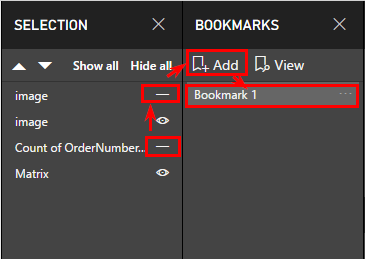 SELECTION
Show all Hide all
image
image
Count of OrderNumber...
Matrix
BOOKMARKS
Add View
Bookmark 1